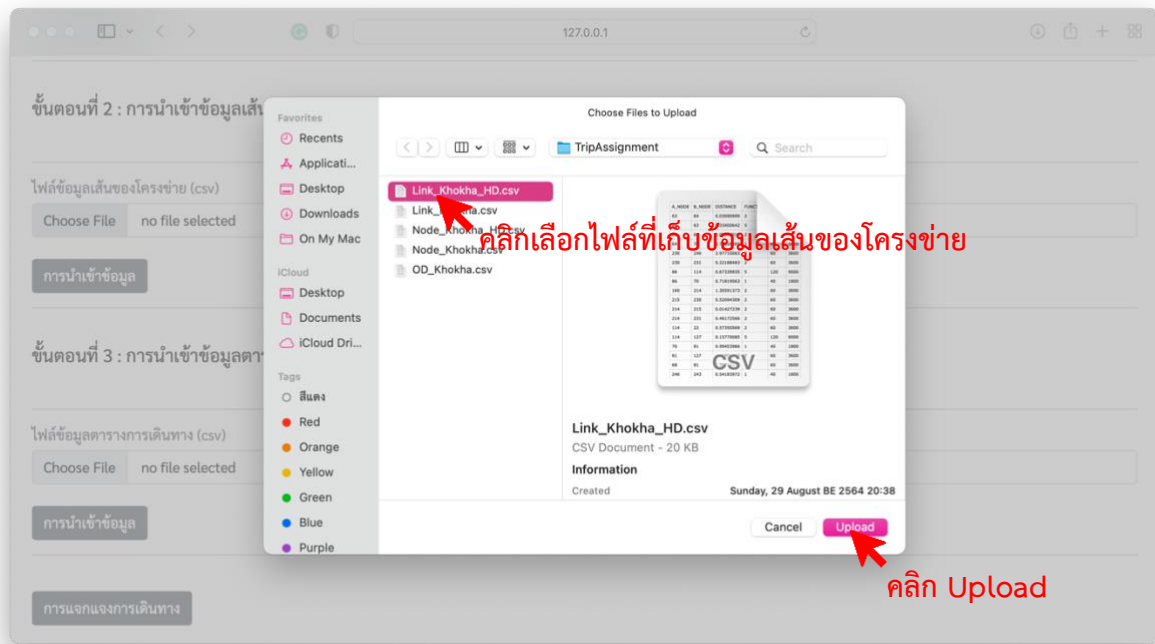 127.0.0.1
ขั้นตอนที่ 2 : การนำเข้าข้อมูลเส้น
ไฟล์ข้อมูลเส้นของโครงข่าย (csv)
Choose File no file selected
การนำเข้าข้อมูล
ขั้นตอนที่ 3 : การนำเข้าข้อมูลตา
ไฟล์ข้อมูลตารางการเดินทาง (csv)
Choose File no file selected
การนำเข้าข้อมูล
การแจกแจงการเดินทาง
Choose Files to Upload
Favorites
Recents
Applicati...
Desktop
Downloads
On My Mac
iCloud
Desktop
Documents
iCloud Dri...
Tags
สีแดง
Red
Orange
Yellow
Green
Blue
Purple
TripAssignment
Search
Link_Khokha_HD.csv
Link_Khokha.csv
Node_Khokha_HD.csv
Node_Khokha.csv
OD_Khokha.csv
คลิกเลือกไฟล์ที่เก็บข้อมูลเส้นของโครงข่าย
A_NODE B_NODE DISTANCE
CSV
Link_Khokha_HD.csv
CSV Document - 20 KB
Information
Created Sunday, 29 August BE 2564 20:38
Cancel Upload
คลิก Upload